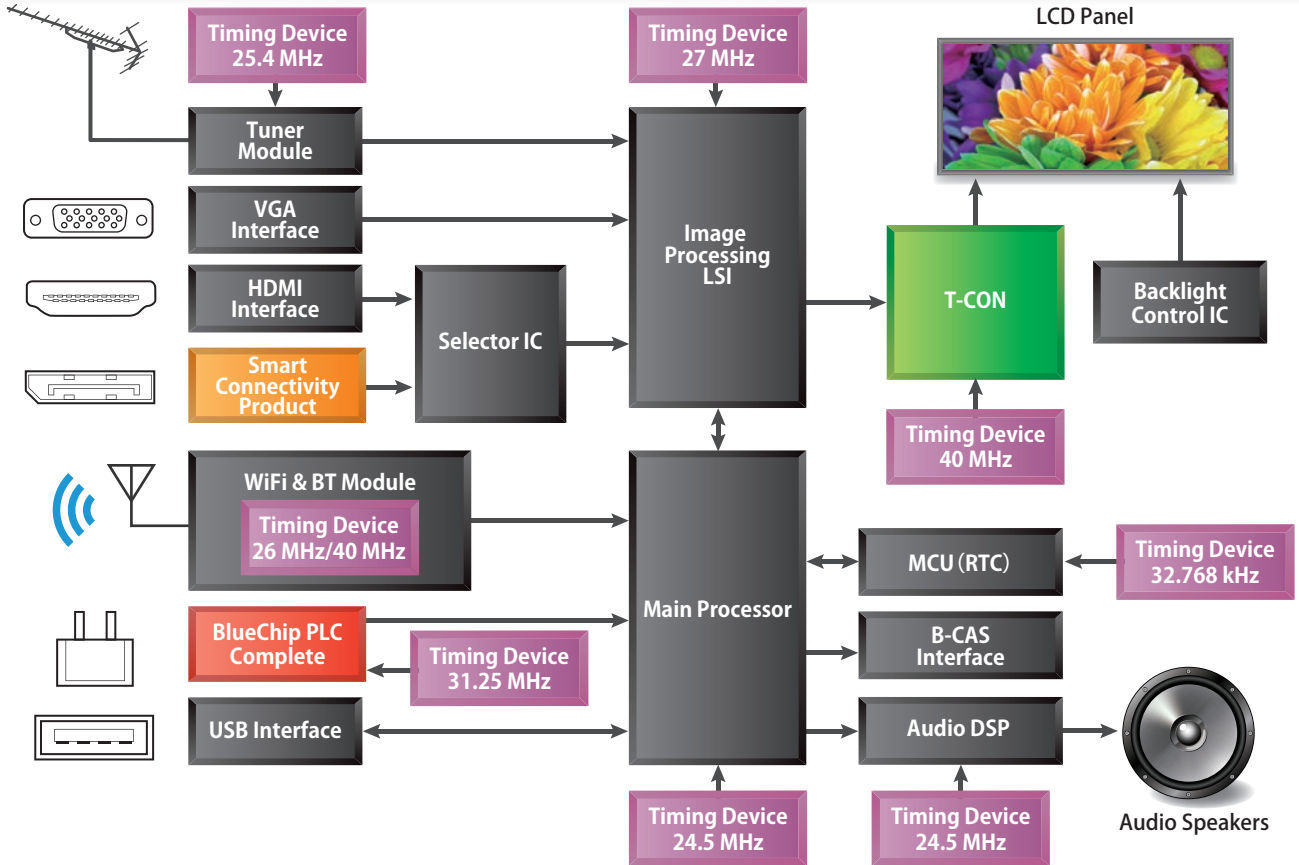 Timing Device
25.4 MHz
Timing Device
27 MHz
LCD Panel
Tuner
Module
VGA
Interface
HDMI
Interface
Smart
Connectivity
Product
Selector IC
Image
Processing
LSI
T-CON
Backlight
Control IC
Timing Device
40 MHz
WiFi & BT Module
Timing Device
26 MHz/40 MHz
BlueChip PLC
Complete
Timing Device
31.25 MHz
USB Interface
Main Processor
MCU (RTC)
Timing Device
32.768 kHz
B-CAS
Interface
Audio DSP
Audio Speakers
Timing Device
24.5 MHz
Timing Device
24.5 MHz